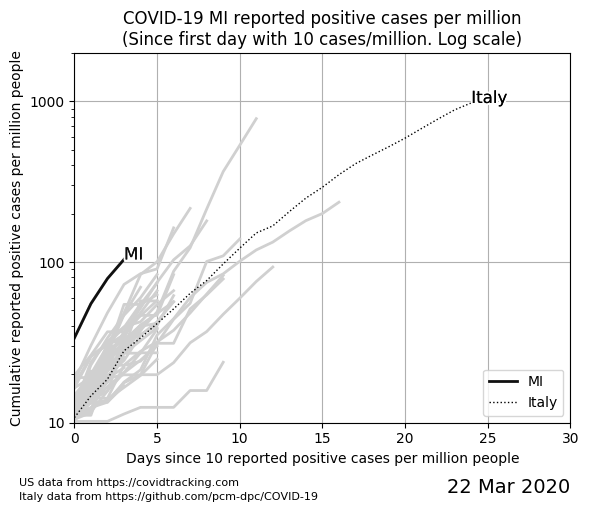 COVID-19 MI reported positive cases per million
(Since first day with 10 cases/million. Log scale)
Cumulative reported positive cases per million people
1000
100
10
Italy
MI
MI
Italy
0
5
10
15
20
25
30
Days since 10 reported positive cases per million people
US data from https://covidtracking.com
Italy data from https://github.com/pcm-dpc/COVID-19
22 Mar 2020